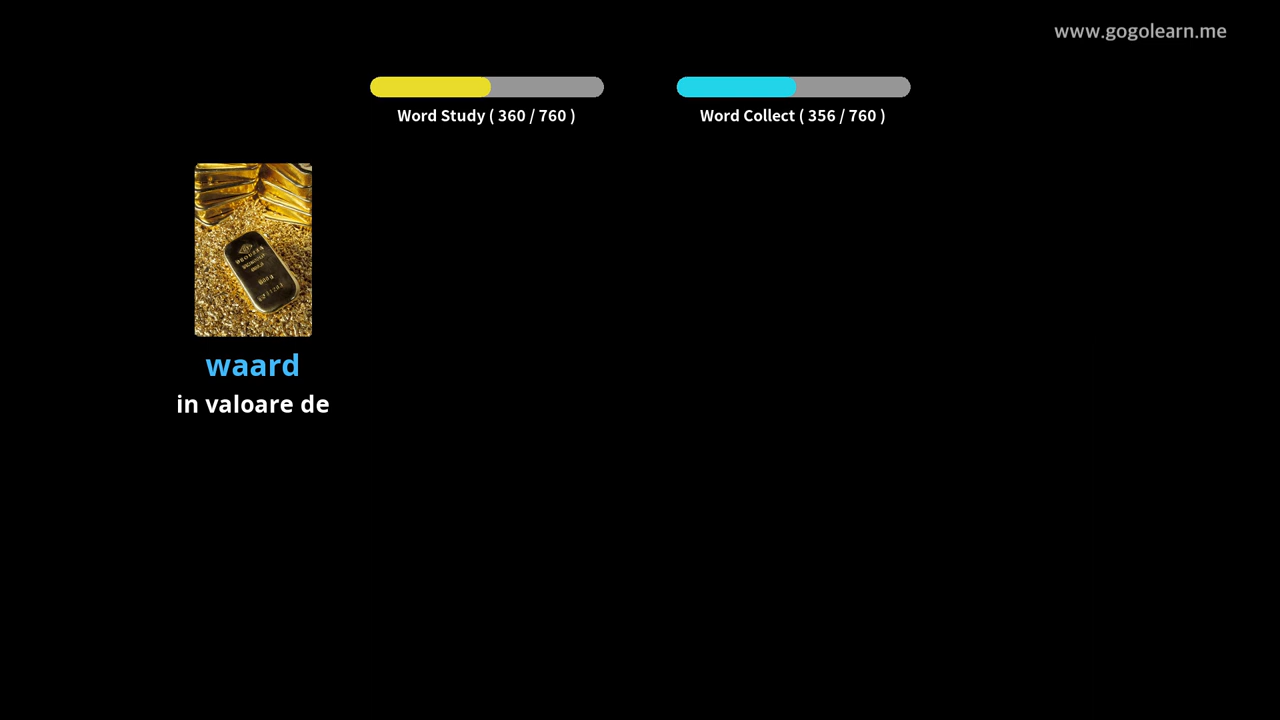 www.gogolearn.me
Word Study ( 360 / 760 )
Word Collect ( 356 / 760 )
waard
in valoare de